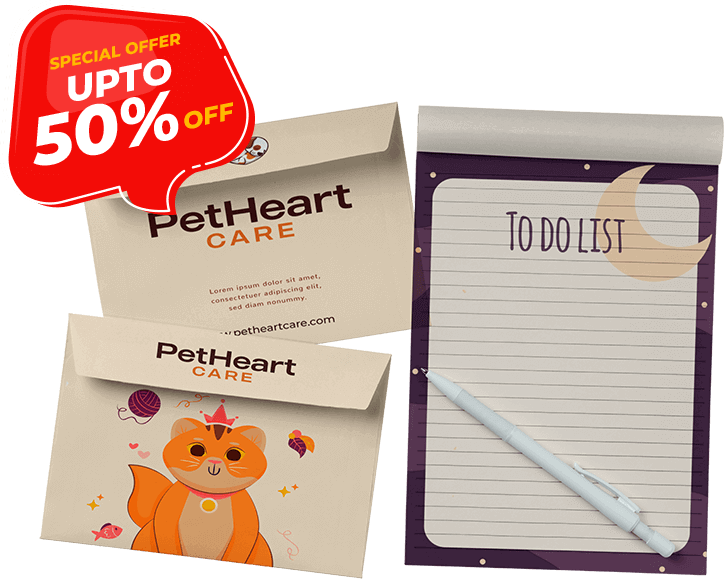 SPECIAL OFFER
UPTO
50% OFF
PetHeart
CARE
Lorem ipsum dolor sit amet,
consectetuer adipiscing elit,
sed diam nonummy.
.petheartcare.com
PetHeart
CARE
TO DO LIST